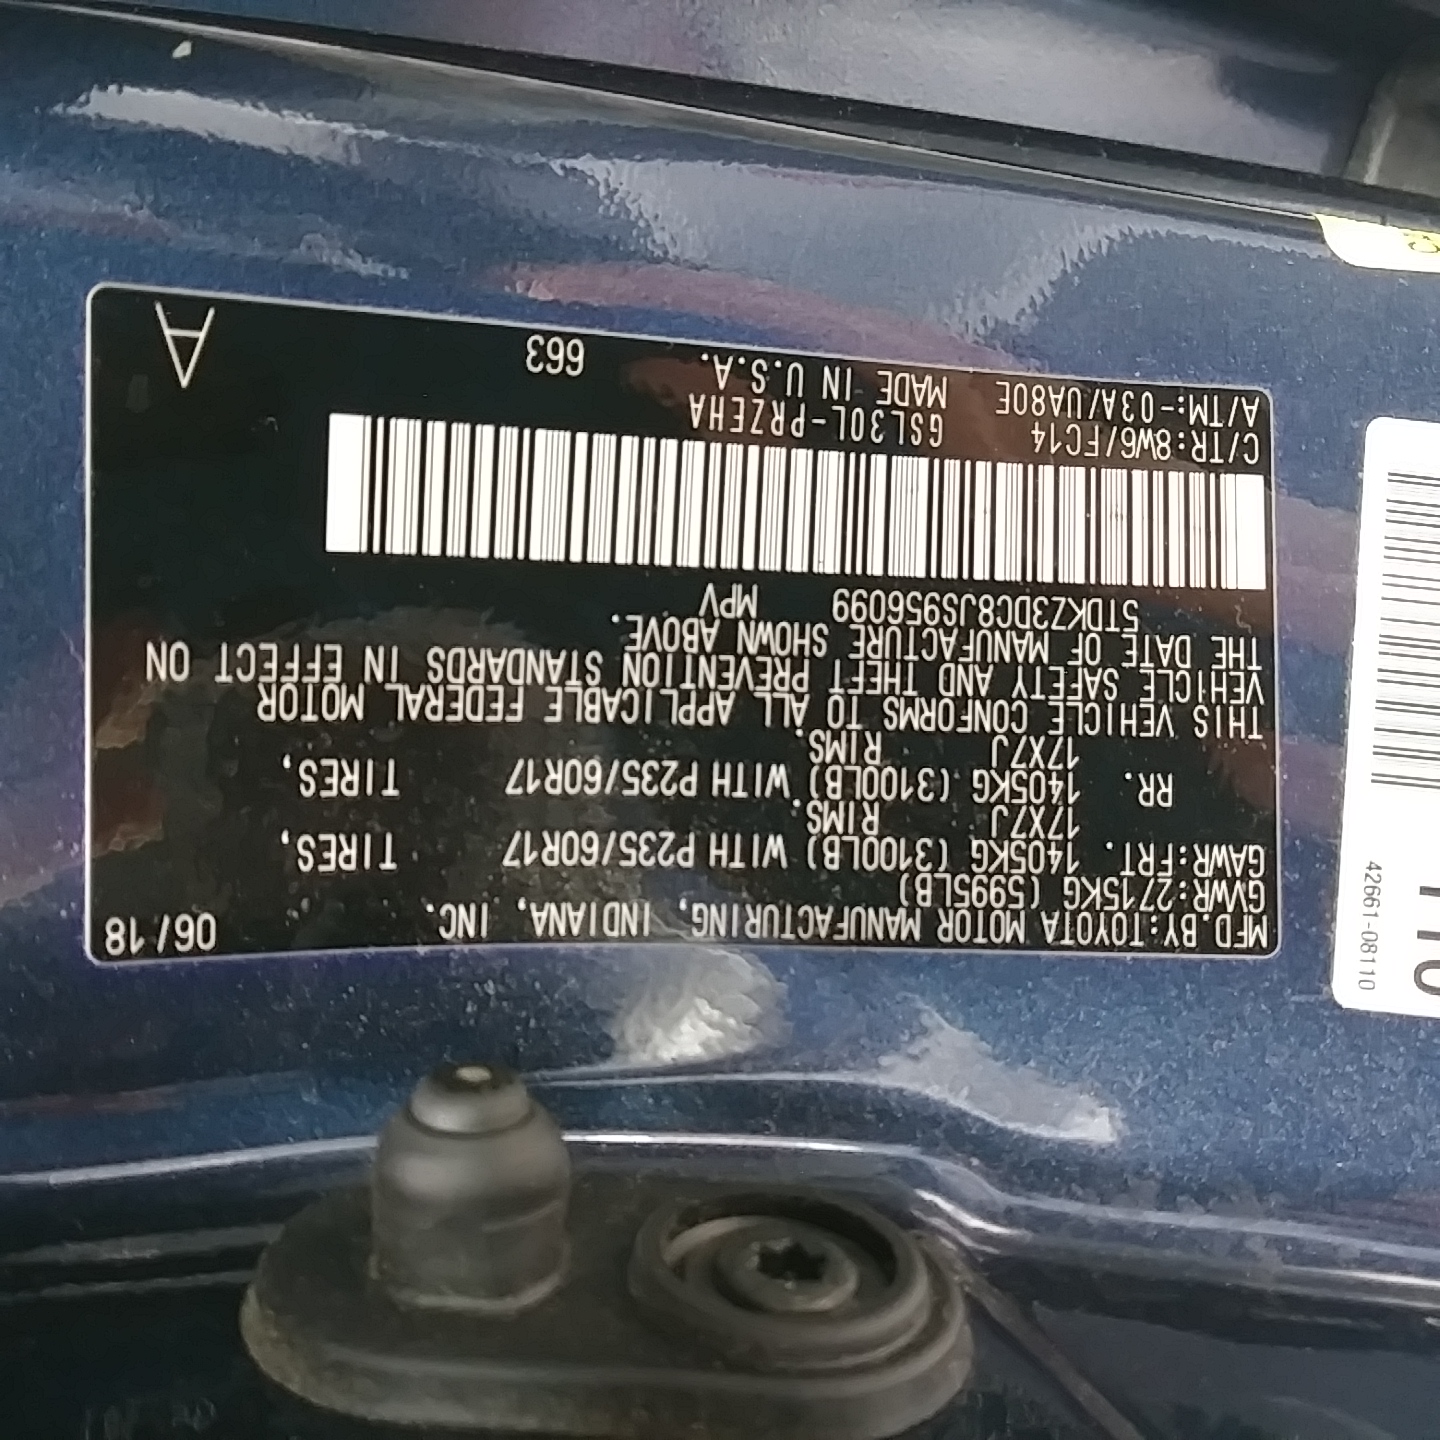 MFD.BY:TOYOTA MOTOR MANUFACTURING, INDIANA, INC. 06/18
GVWR:2715KG (5995LB)
GAWR:FRT. 1405KG (3100LB) WITH P235/60R17 TIRES,
17X7J RIMS.
RR. 1405KG (3100LB) WITH P235/60R17 TIRES,
17X7J RIMS.
THIS VEHICLE CONFORMS TO ALL APPLICABLE FEDERAL MOTOR
VEHICLE SAFETY AND THEFT PREVENTION STANDARDS IN EFFECT ON
THE DATE OF MANUFACTURE SHOWN ABOVE.
5TDKZ3DC8JS956099 MPV
C/TR:8W6/FC14 GSL30L-PRZEHA
A/TM:-03A/UA80E MADE IN U.S.A. 663
A
42661-08110